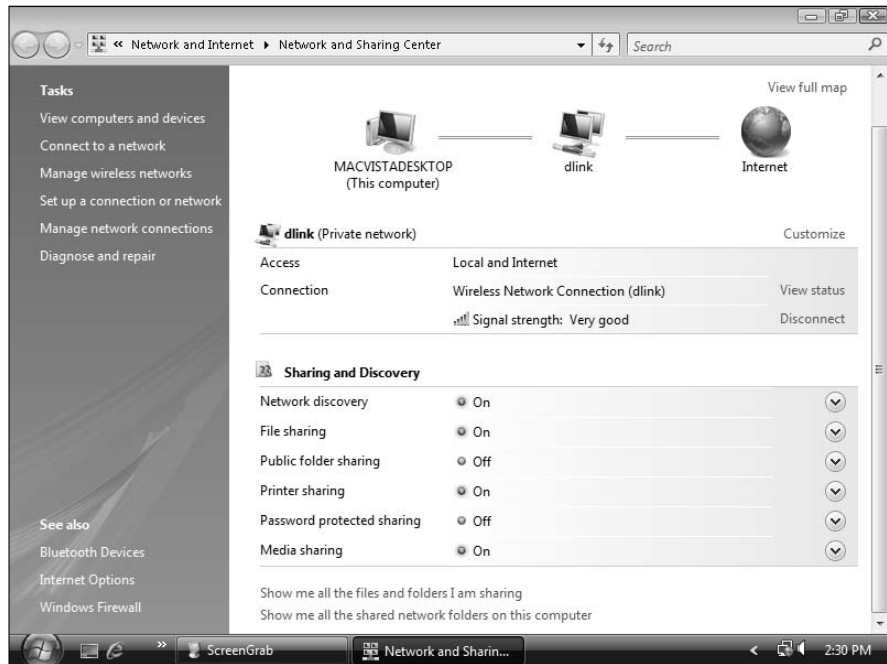 « Network and Internet ▸ Network and Sharing Center
Search
Tasks
View computers and devices
Connect to a network
Manage wireless networks
Set up a connection or network
Manage network connections
Diagnose and repair
See also
Bluetooth Devices
Internet Options
Windows Firewall
View full map
MACVISTADESKTOP
(This computer)
dlink
Internet
dlink (Private network)
Customize
Access
Local and Internet
Connection
Wireless Network Connection (dlink)
View status
Signal strength: Very good
Disconnect
Sharing and Discovery
Network discovery
On
File sharing
On
Public folder sharing
Off
Printer sharing
On
Password protected sharing
Off
Media sharing
On
Show me all the files and folders I am sharing
Show me all the shared network folders on this computer
ScreenGrab
Network and Sharin...
2:30 PM